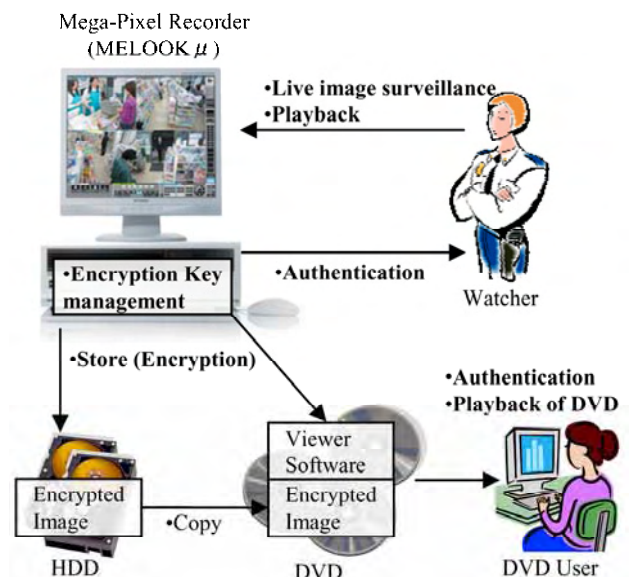 Mega-Pixel Recorder
(MELOOK μ)
•Live image surveillance
•Playback
•Encryption Key
management
•Authentication
Watcher
•Store (Encryption)
•Authentication
•Playback of DVD
Viewer
Software
Encrypted
Image
•Copy
Encrypted
Image
HDD
DVD
DVD User